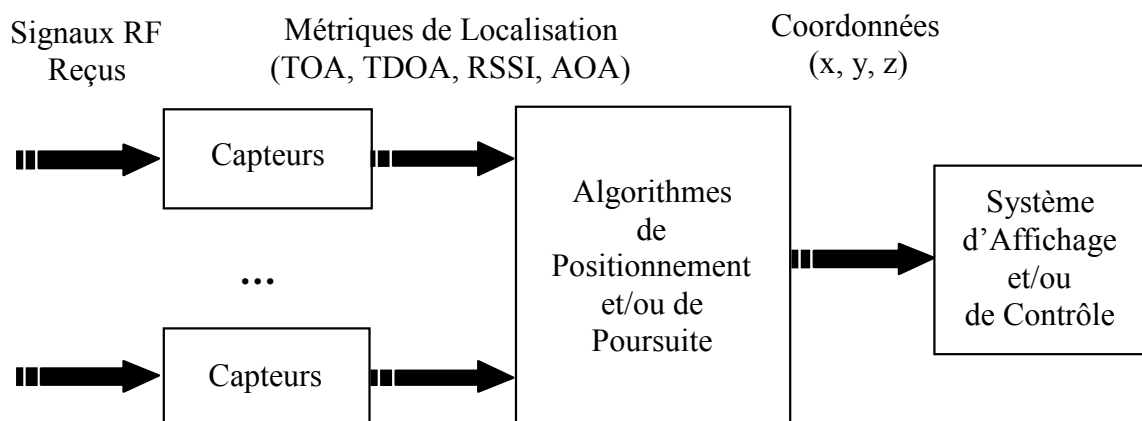 Signaux RF
Reçus
Métriques de Localisation
(TOA, TDOA, RSSI, AOA)
Coordonnées
(x, y, z)
Capteurs
...
Capteurs
Algorithmes
de
Positionnement
et/ou de
Poursuite
Système
d’Affichage
et/ou
de Contrôle